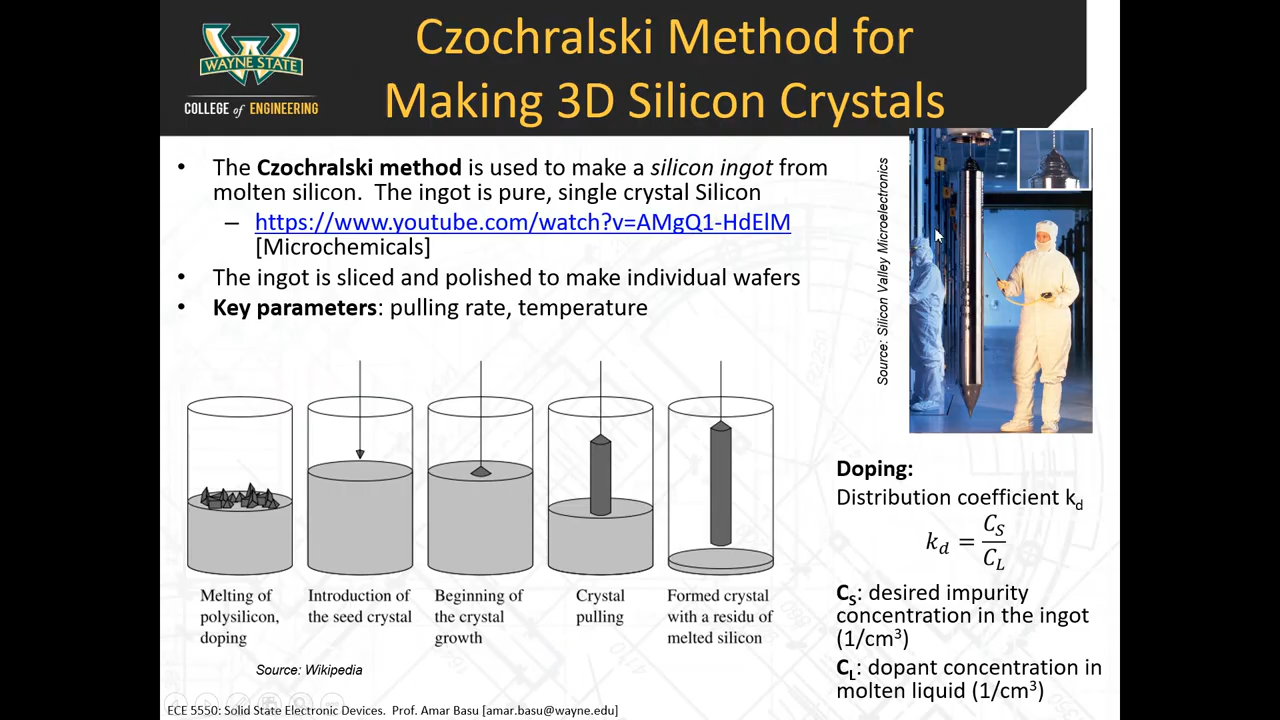 WAYNE STATE
COLLEGE of ENGINEERING
Czochralski Method for
Making 3D Silicon Crystals
• The Czochralski method is used to make a silicon ingot from
molten silicon. The ingot is pure, single crystal Silicon
– https://www.youtube.com/watch?v=AMgQ1-HdElM
[Microchemicals]
• The ingot is sliced and polished to make individual wafers
• Key parameters: pulling rate, temperature
Source: Silicon Valley Microelectronics
Melting of
polysilicon,
doping
Introduction of
the seed crystal
Beginning of
the crystal
growth
Crystal
pulling
Formed crystal
with a residu of
melted silicon
Source: Wikipedia
Doping:
Distribution coefficient kd
kd = CS/CL
CS: desired impurity
concentration in the ingot
(1/cm³)
CL: dopant concentration in
molten liquid (1/cm³)
ECE 5550: Solid State Electronic Devices. Prof. Amar Basu [amar.basu@wayne.edu]